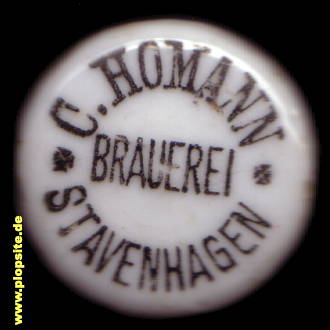 C. HOMANN
BRAUEREI
STAVENHAGEN
www.plopsite.de